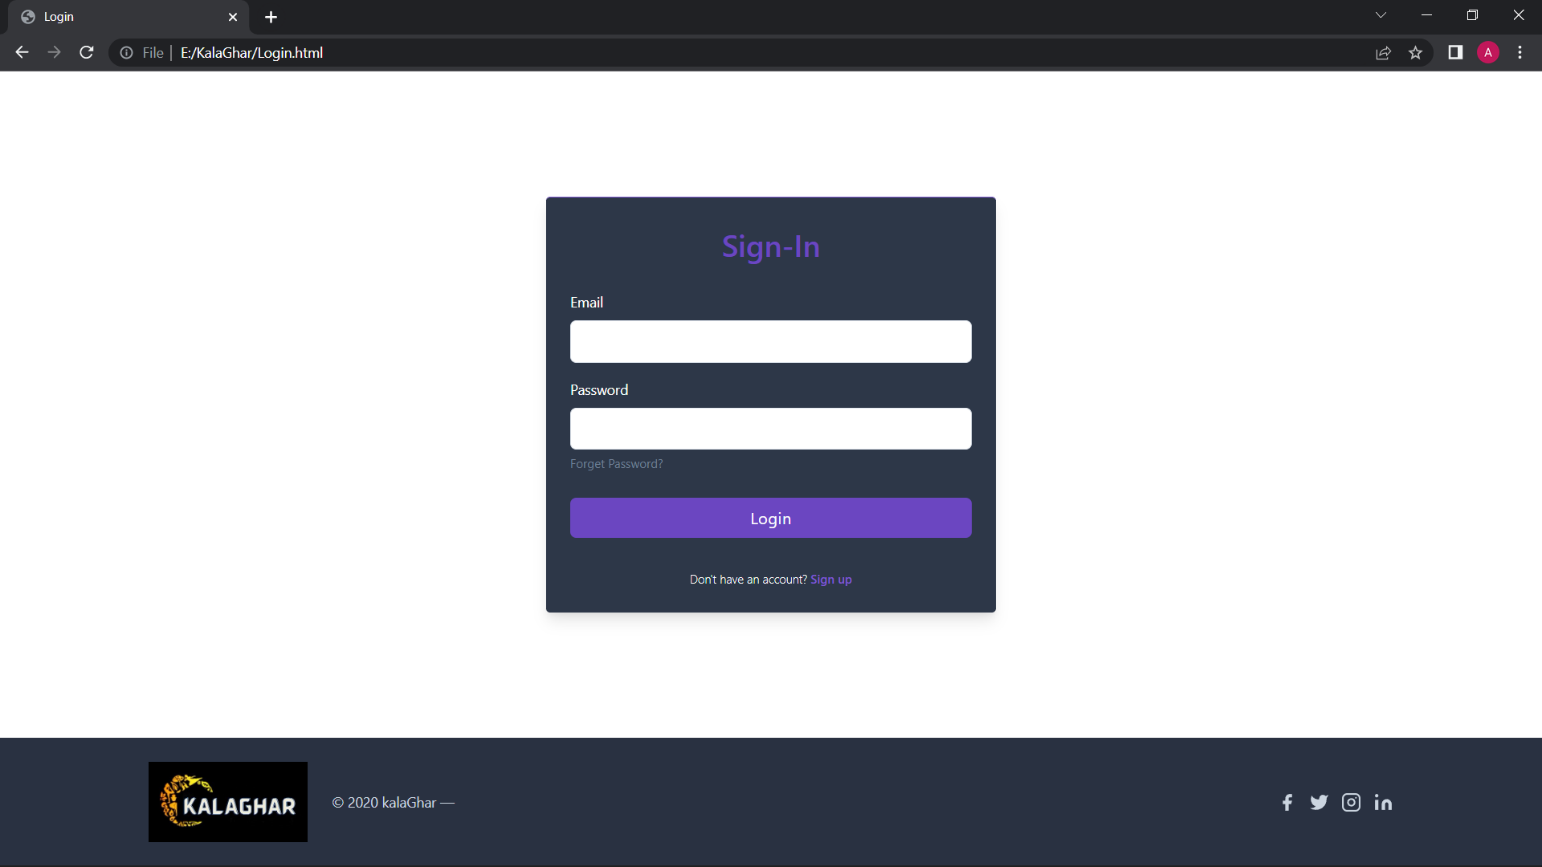 Login
File | E:/KalaGhar/Login.html
A
Sign-In
Email
Password
Forget Password?
Login
Don't have an account? Sign up
KALAGHAR
© 2020 kalaGhar —